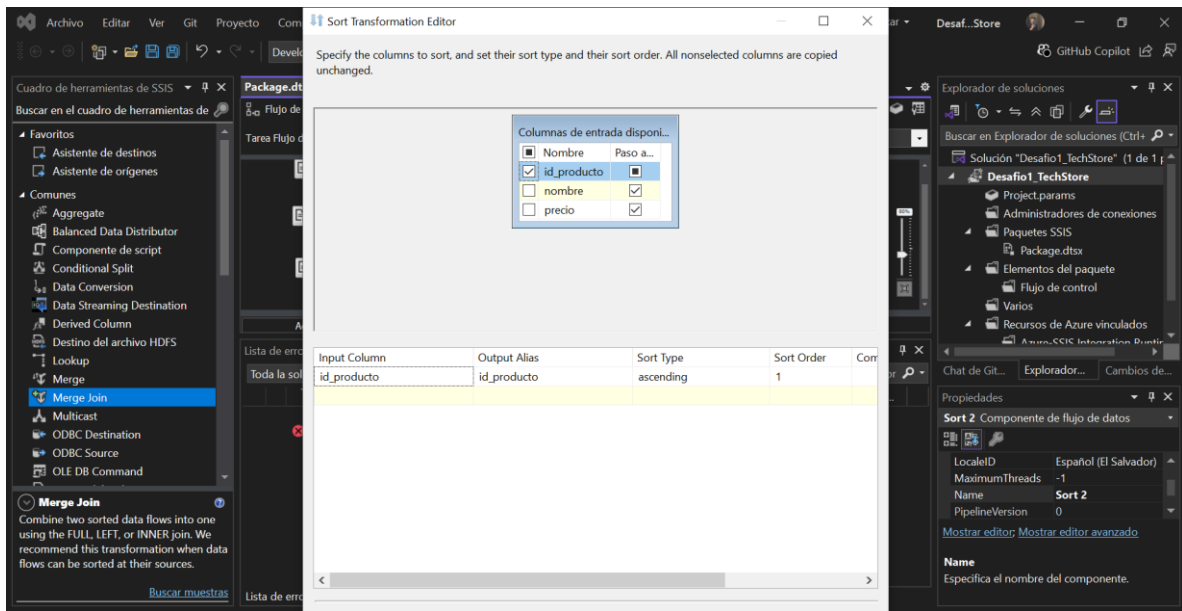 Archivo Editar Ver Git Proyecto Com
Sort Transformation Editor
Desaf...Store
Develo
GitHub Copilot
Specify the columns to sort, and set their sort type and their sort order. All nonselected columns are copied
unchanged.
Cuadro de herramientas de SSIS
Buscar en el cuadro de herramientas de
Favoritos
Asistente de destinos
Asistente de orígenes
Comunes
Aggregate
Balanced Data Distributor
Componente de script
Conditional Split
Data Conversion
Data Streaming Destination
Derived Column
Destino del archivo HDFS
Lookup
Merge
Merge Join
Multicast
ODBC Destination
ODBC Source
OLE DB Command
Merge Join
Combine two sorted data flows into one
using the FULL, LEFT, or INNER join. We
recommend this transformation when data
flows can be sorted at their sources.
Buscar muestras
Package.dt
Flujo de
Tarea Flujo d
Lista de erro
Toda la sol
Lista de erro
Columnas de entrada disponi...
Nombre Paso a...
id_producto
nombre
precio
Input Column Output Alias Sort Type Sort Order Com
id_producto id_producto ascending 1
80%
Explorador de soluciones
Buscar en Explorador de soluciones (Ctrl+
Solución "Desafio1_TechStore" (1 de 1 p
Desafio1_TechStore
Project.params
Administradores de conexiones
Paquetes SSIS
Package.dtsx
Elementos del paquete
Flujo de control
Varios
Recursos de Azure vinculados
Azure-SSIS Integration Runtir
Chat de Git... Explorador... Cambios de...
Propiedades
Sort 2 Componente de flujo de datos
LocaleID Español (El Salvador)
MaximumThreads -1
Name Sort 2
PipelineVersion 0
Mostrar editor; Mostrar editor avanzado
Name
Especifica el nombre del componente.